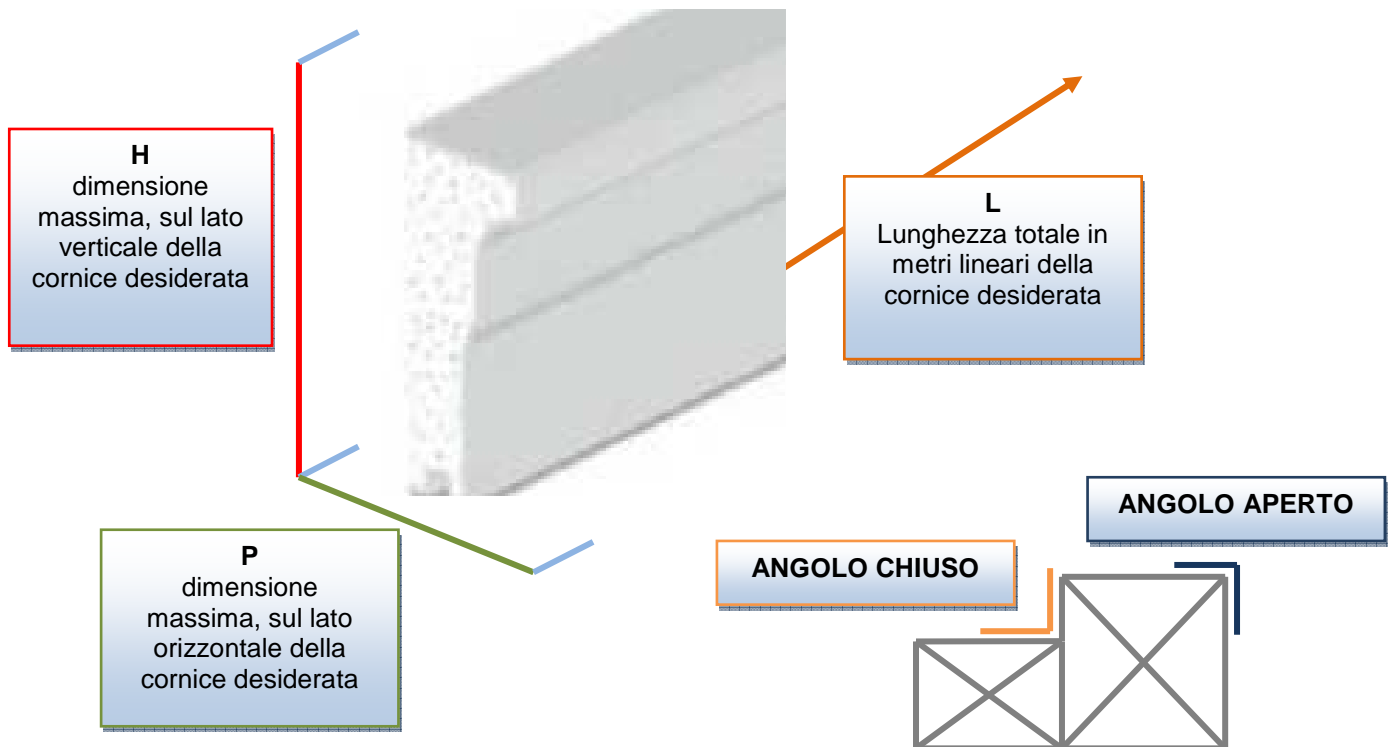 H
dimensione
massima, sul lato
verticale della
cornice desiderata
L
Lunghezza totale in
metri lineari della
cornice desiderata
P
dimensione
massima, sul lato
orizzontale della
cornice desiderata
ANGOLO APERTO
ANGOLO CHIUSO